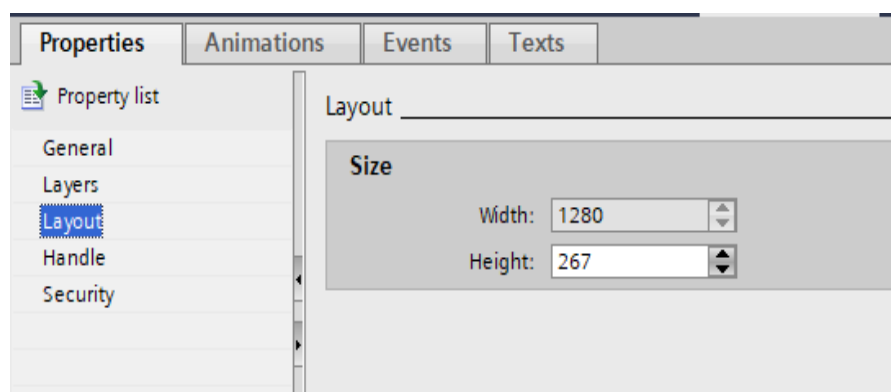 Properties Animations Events Texts
Property list
General
Layers
Layout
Handle
Security
Layout
Size
Width: 1280
Height: 267